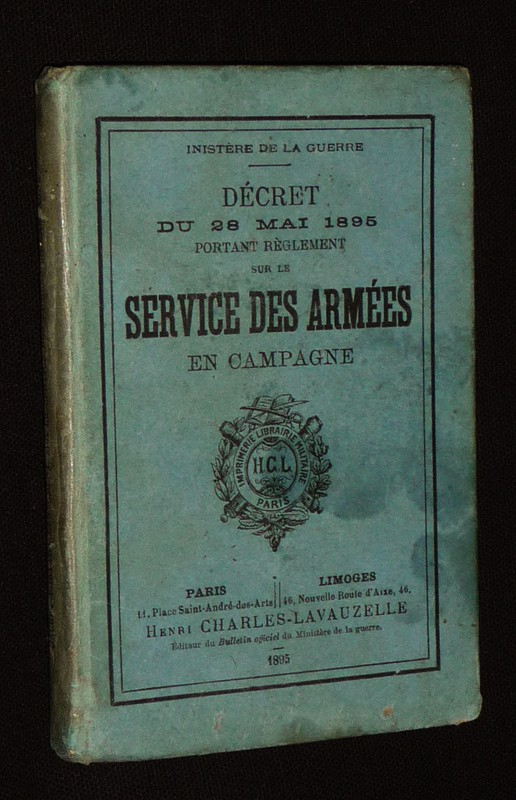 INISTÈRE DE LA GUERRE
DÉCRET
DU 28 MAI 1895
PORTANT RÈGLEMENT
SUR LE
SERVICE DES ARMÉES
EN CAMPAGNE
IMPRIMERIE LIBRAIRIE MILITAIRE
H.C.L.
PARIS
PARIS
11, Place Saint-André-des-Arts
LIMOGES
46, Nouvelle Route d'Aixe, 46.
HENRI CHARLES-LAVAUZELLE
Éditeur du Bulletin officiel du Ministère de la guerre.
1895